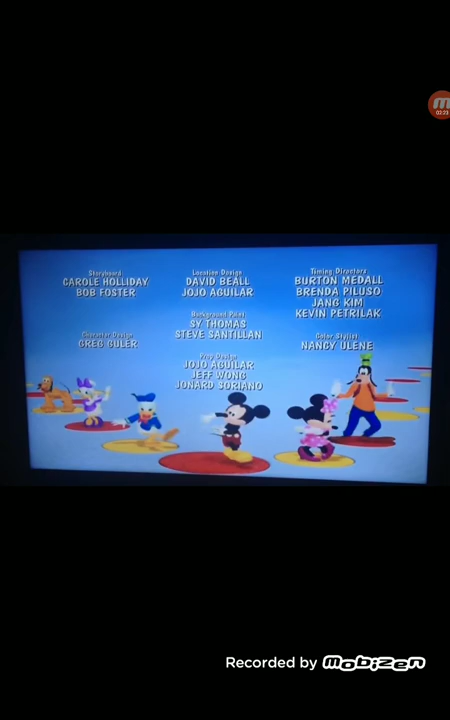 M
03:23
Storyboard
CAROLE HOLLIDAY
BOB FOSTER
Character Design
GREG GULER
Location Design
DAVID BEALL
JOJO AGUILAR
Background Paint
SY THOMAS
STEVE SANTILLAN
Prop Design
JOJO AGUILAR
JEFF WONG
JONARD SORIANO
Timing Directors
BURTON MEDALL
BRENDA PILUSO
JANG KIM
KEVIN PETRILAK
Color Stylist
NANCY ULENE
Recorded by Mobizen